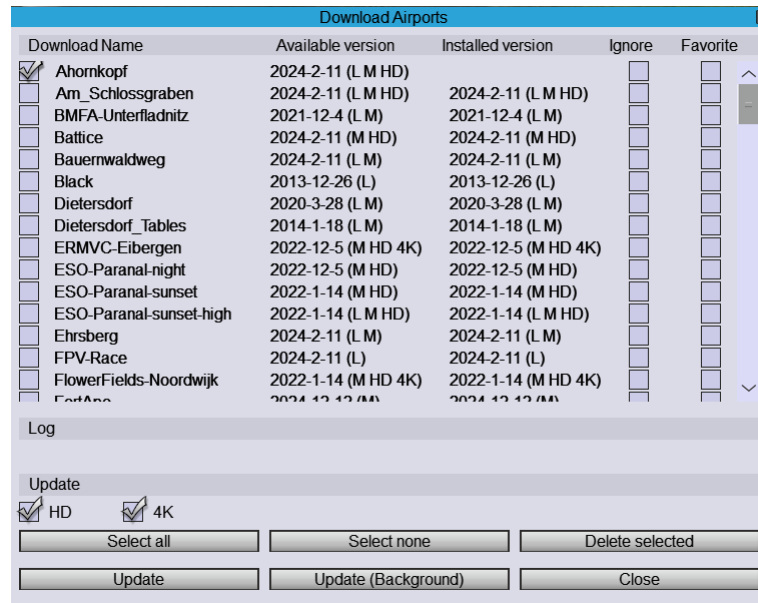 Download Airports
Download Name Available version Installed version Ignore Favorite
Ahornkopf 2024-2-11 (L M HD)
Am_Schlossgraben 2024-2-11 (L M HD) 2024-2-11 (L M HD)
BMFA-Unterfladnitz 2021-12-4 (L M) 2021-12-4 (L M)
Battice 2024-2-11 (M HD) 2024-2-11 (M HD)
Bauernwaldweg 2024-2-11 (L M) 2024-2-11 (L M)
Black 2013-12-26 (L) 2013-12-26 (L)
Dietersdorf 2020-3-28 (L M) 2020-3-28 (L M)
Dietersdorf_Tables 2014-1-18 (L M) 2014-1-18 (L M)
ERMVC-Eibergen 2022-12-5 (M HD 4K) 2022-12-5 (M HD 4K)
ESO-Paranal-night 2022-12-5 (M HD) 2022-12-5 (M HD)
ESO-Paranal-sunset 2022-1-14 (M HD) 2022-1-14 (M HD)
ESO-Paranal-sunset-high 2022-1-14 (L M HD) 2022-1-14 (L M HD)
Ehrsberg 2024-2-11 (L M) 2024-2-11 (L M)
FPV-Race 2024-2-11 (L) 2024-2-11 (L)
FlowerFields-Noordwijk 2022-1-14 (M HD 4K) 2022-1-14 (M HD 4K)
2024-12-12 (M) 2024-12-12 (M)
Log
Update
HD 4K
Select all Select none Delete selected
Update Update (Background) Close